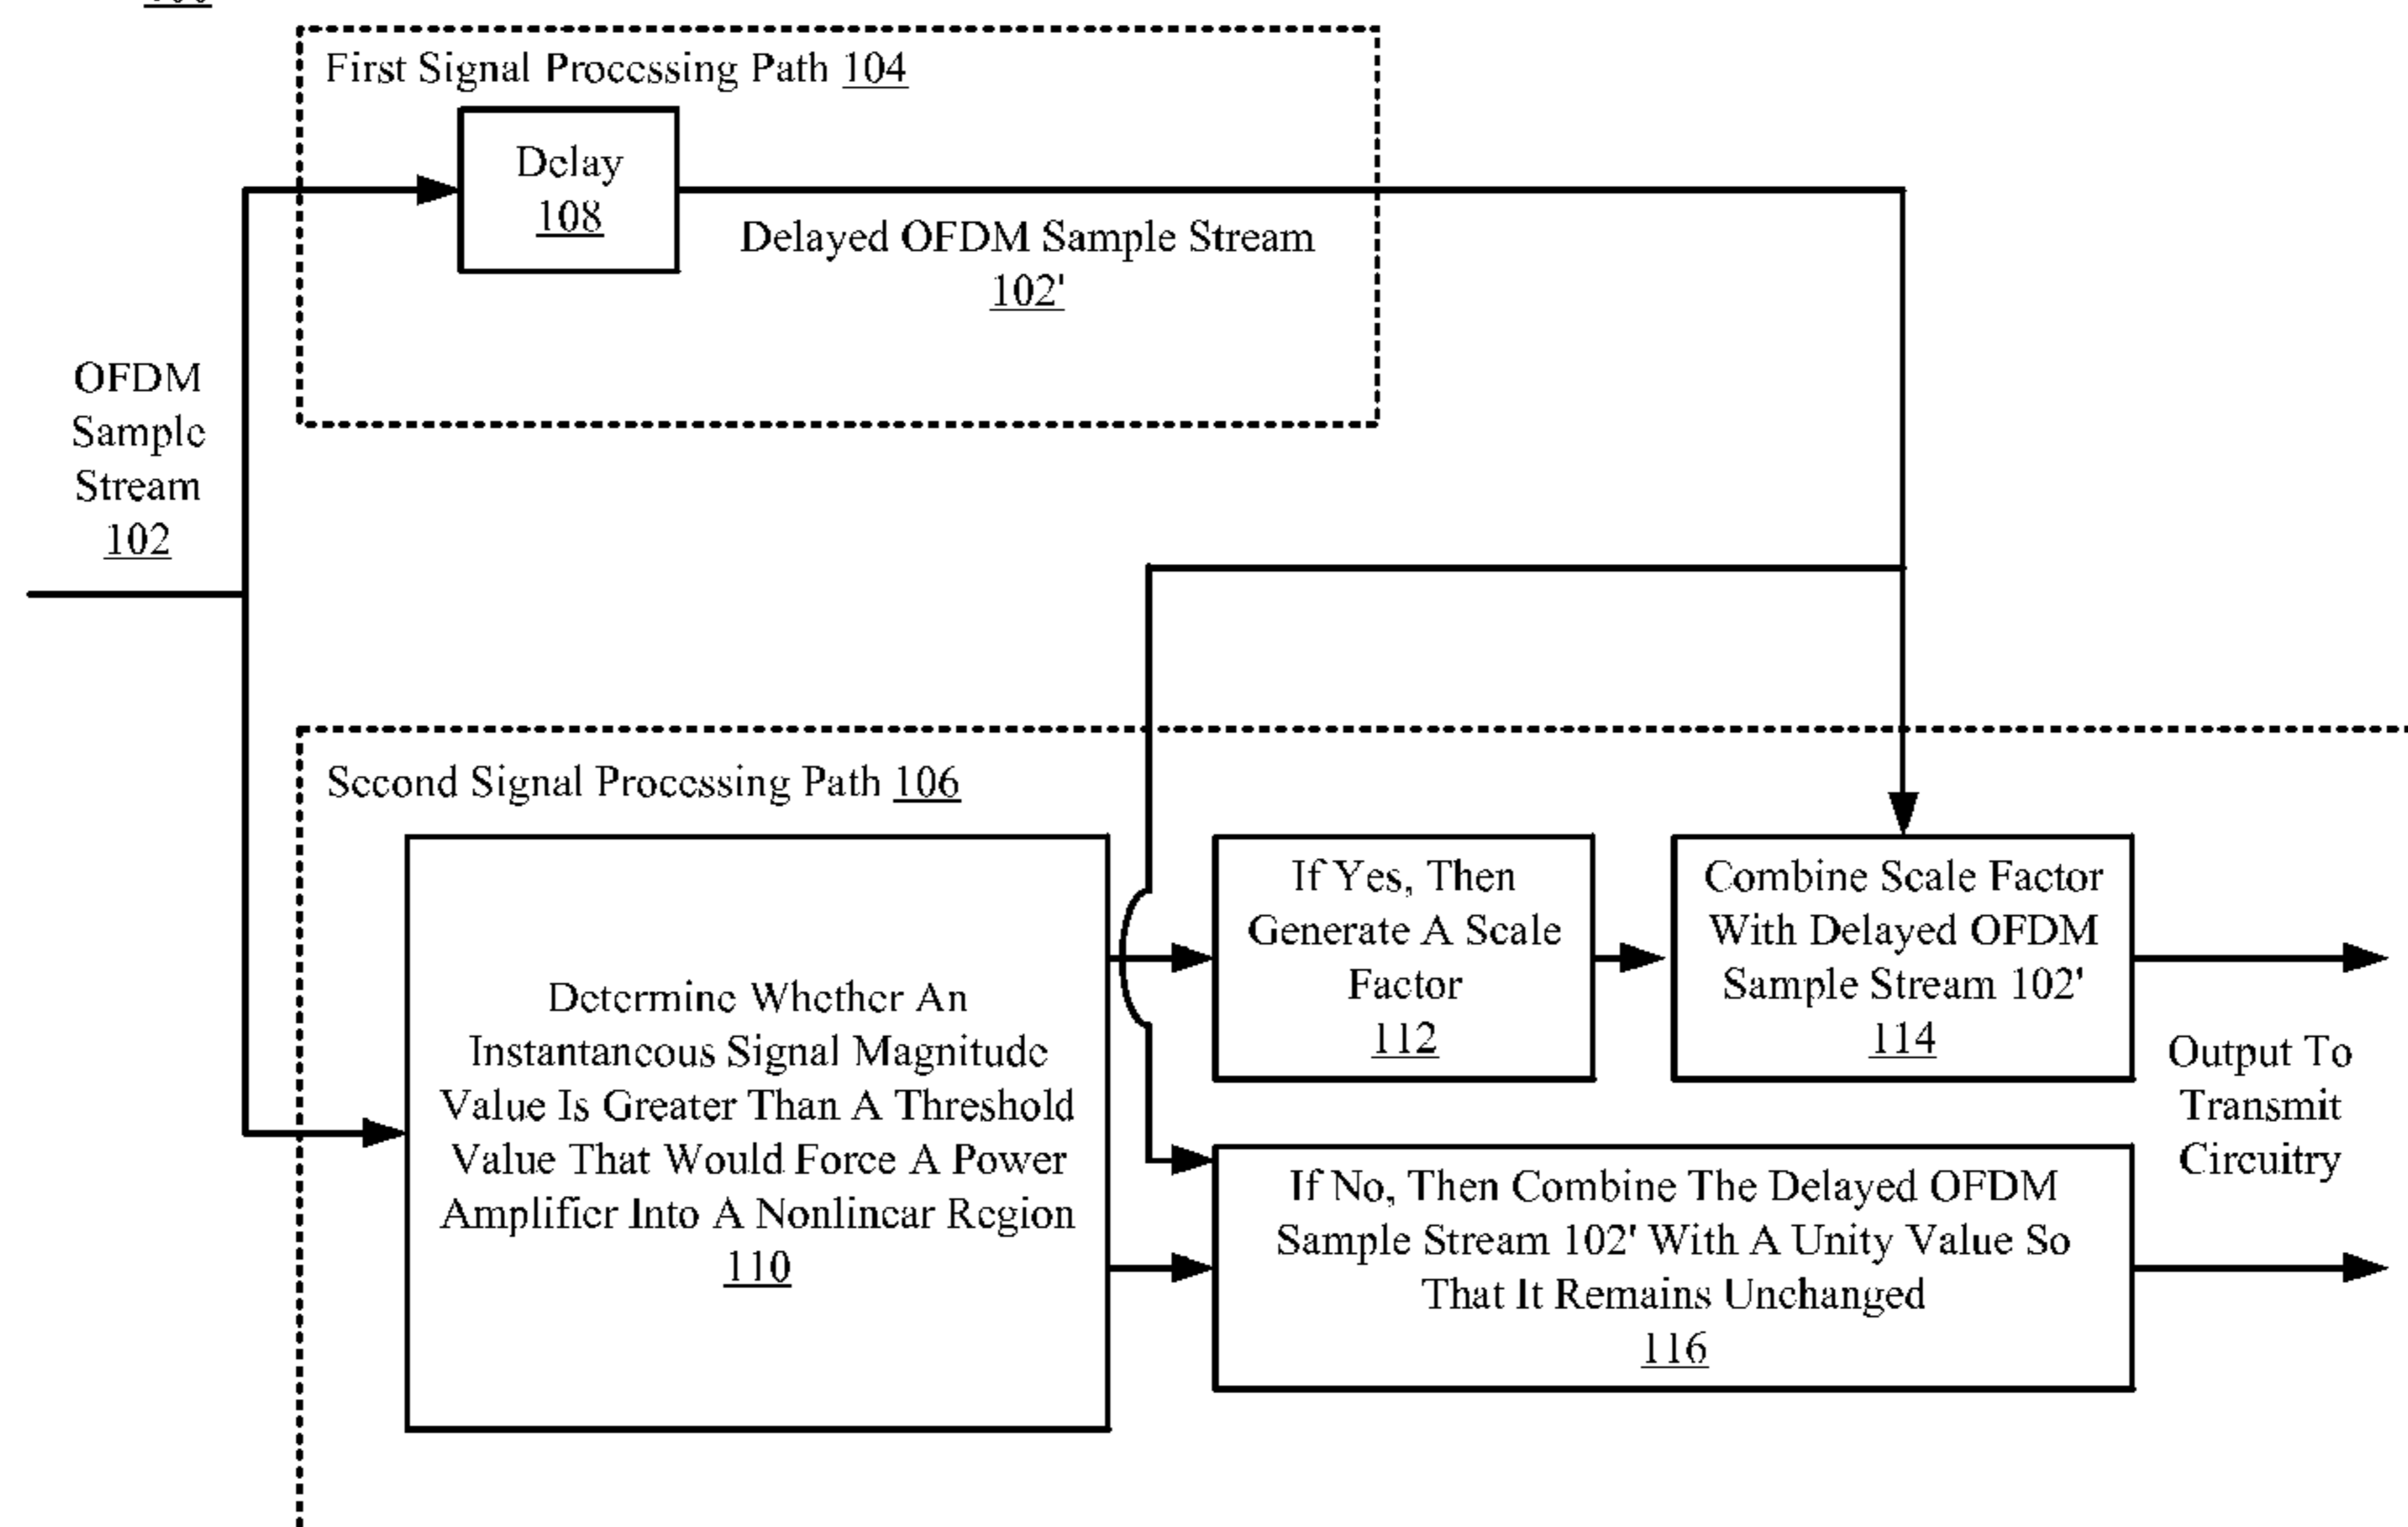 First Signal Processing Path 104
Delay
108
Delayed OFDM Sample Stream
102'
OFDM
Sample
Stream
102
Second Signal Processing Path 106
Determine Whether An
Instantaneous Signal Magnitude
Value Is Greater Than A Threshold
Value That Would Force A Power
Amplifier Into A Nonlinear Region
110
If Yes, Then
Generate A Scale
Factor
112
Combine Scale Factor
With Delayed OFDM
Sample Stream 102'
114
Output To
Transmit
Circuitry
If No, Then Combine The Delayed OFDM
Sample Stream 102' With A Unity Value So
That It Remains Unchanged
116